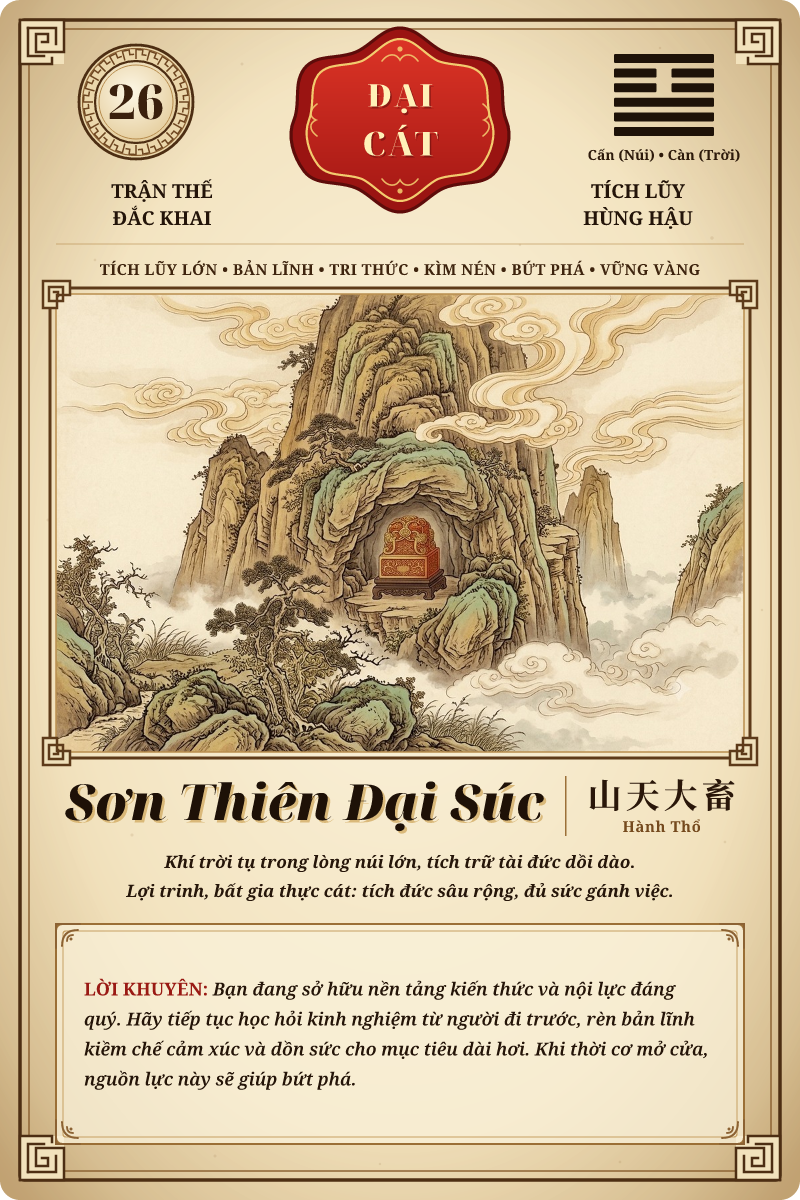 26
ĐẠI
CÁT
Cấn (Núi) • Càn (Trời)
TRẬN THẾ
ĐẮC KHAI
TÍCH LŨY
HÙNG HẬU
TÍCH LŨY LỚN • BẢN LĨNH • TRI THỨC • KÌM NÉN • BỨT PHÁ • VỮNG VÀNG
Sơn Thiên Đại Súc
山天大畜
Hành Thổ
Khí trời tụ trong lòng núi lớn, tích trữ tài đức dồi dào.
Lợi trinh, bất gia thực cát: tích đức sâu rộng, đủ sức gánh việc.
LỜI KHUYÊN: Bạn đang sở hữu nền tảng kiến thức và nội lực đáng
quý. Hãy tiếp tục học hỏi kinh nghiệm từ người đi trước, rèn bản lĩnh
kiềm chế cảm xúc và dồn sức cho mục tiêu dài hơi. Khi thời cơ mở cửa,
nguồn lực này sẽ giúp bứt phá.